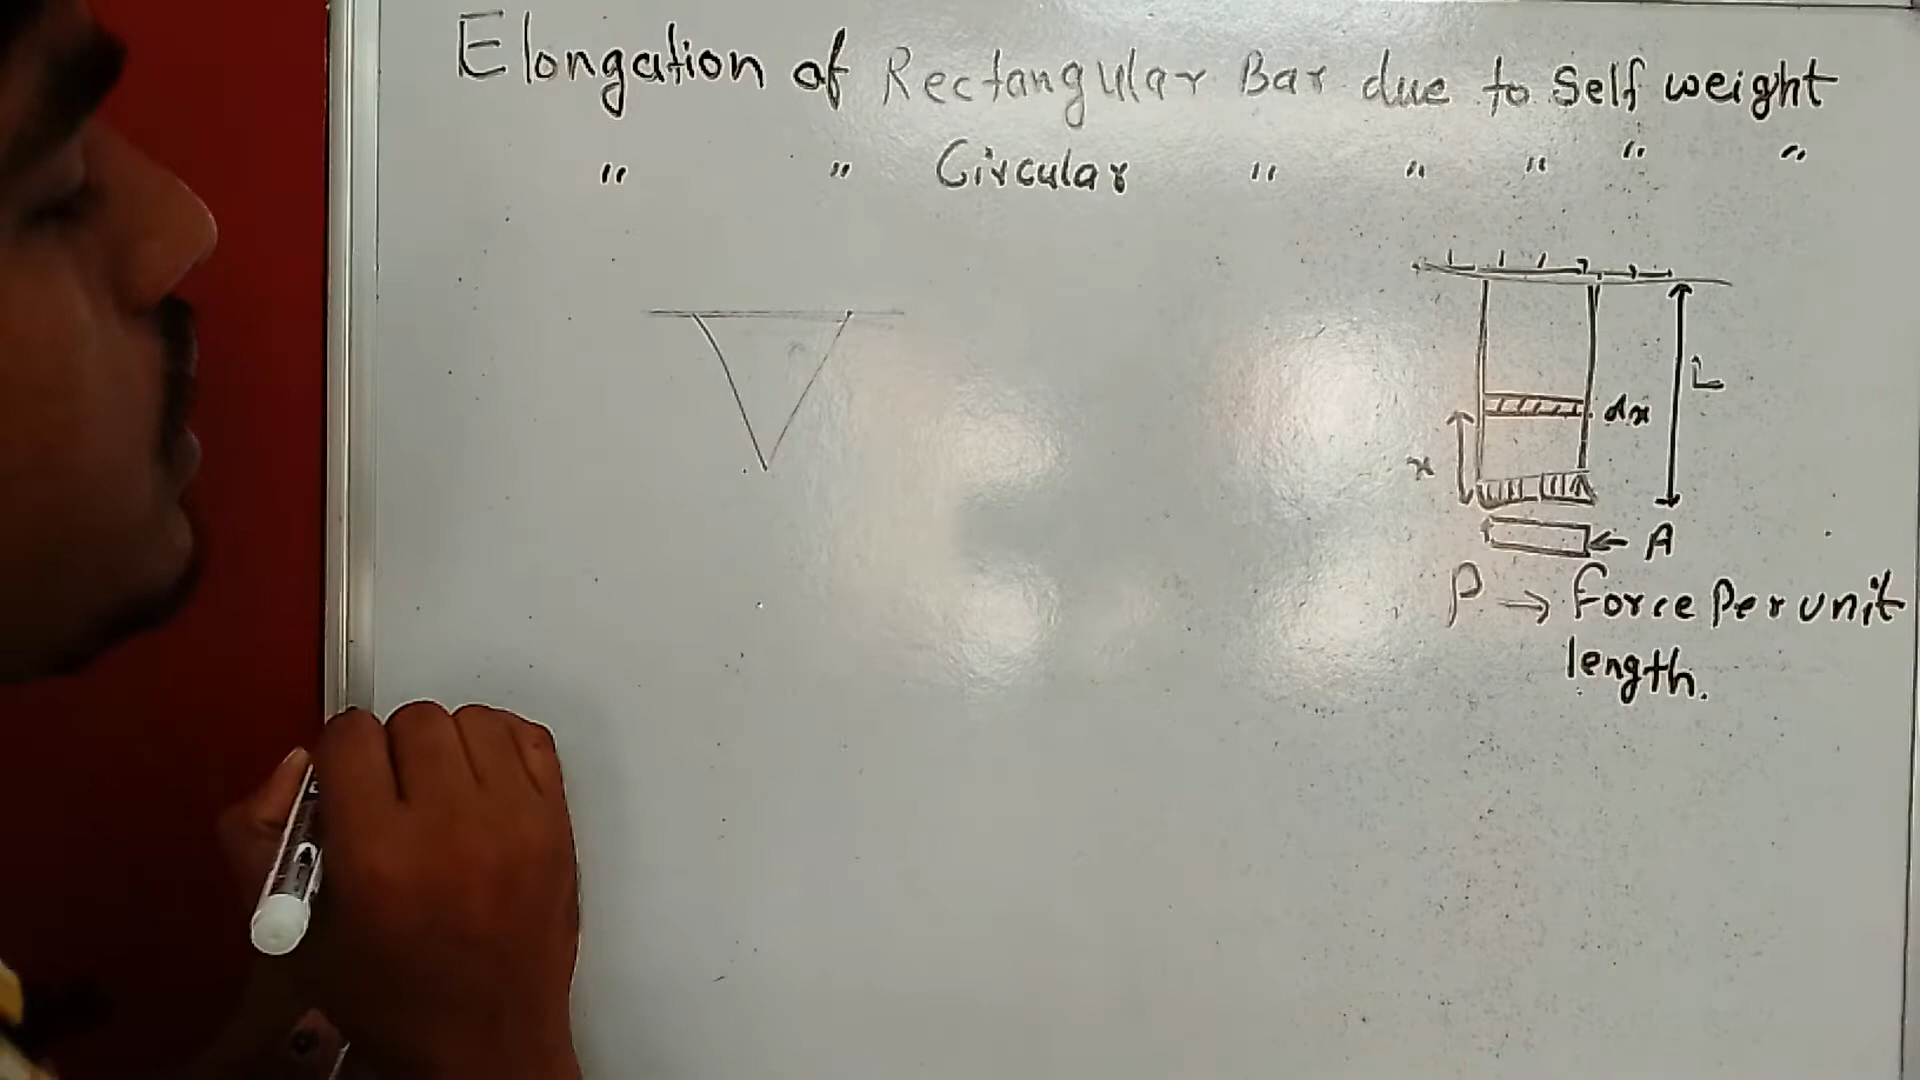 Elongation of Rectangular Bar due to Self weight
" " Circular " " " " "
L
dx
x
A
P → Force Per unit
length.